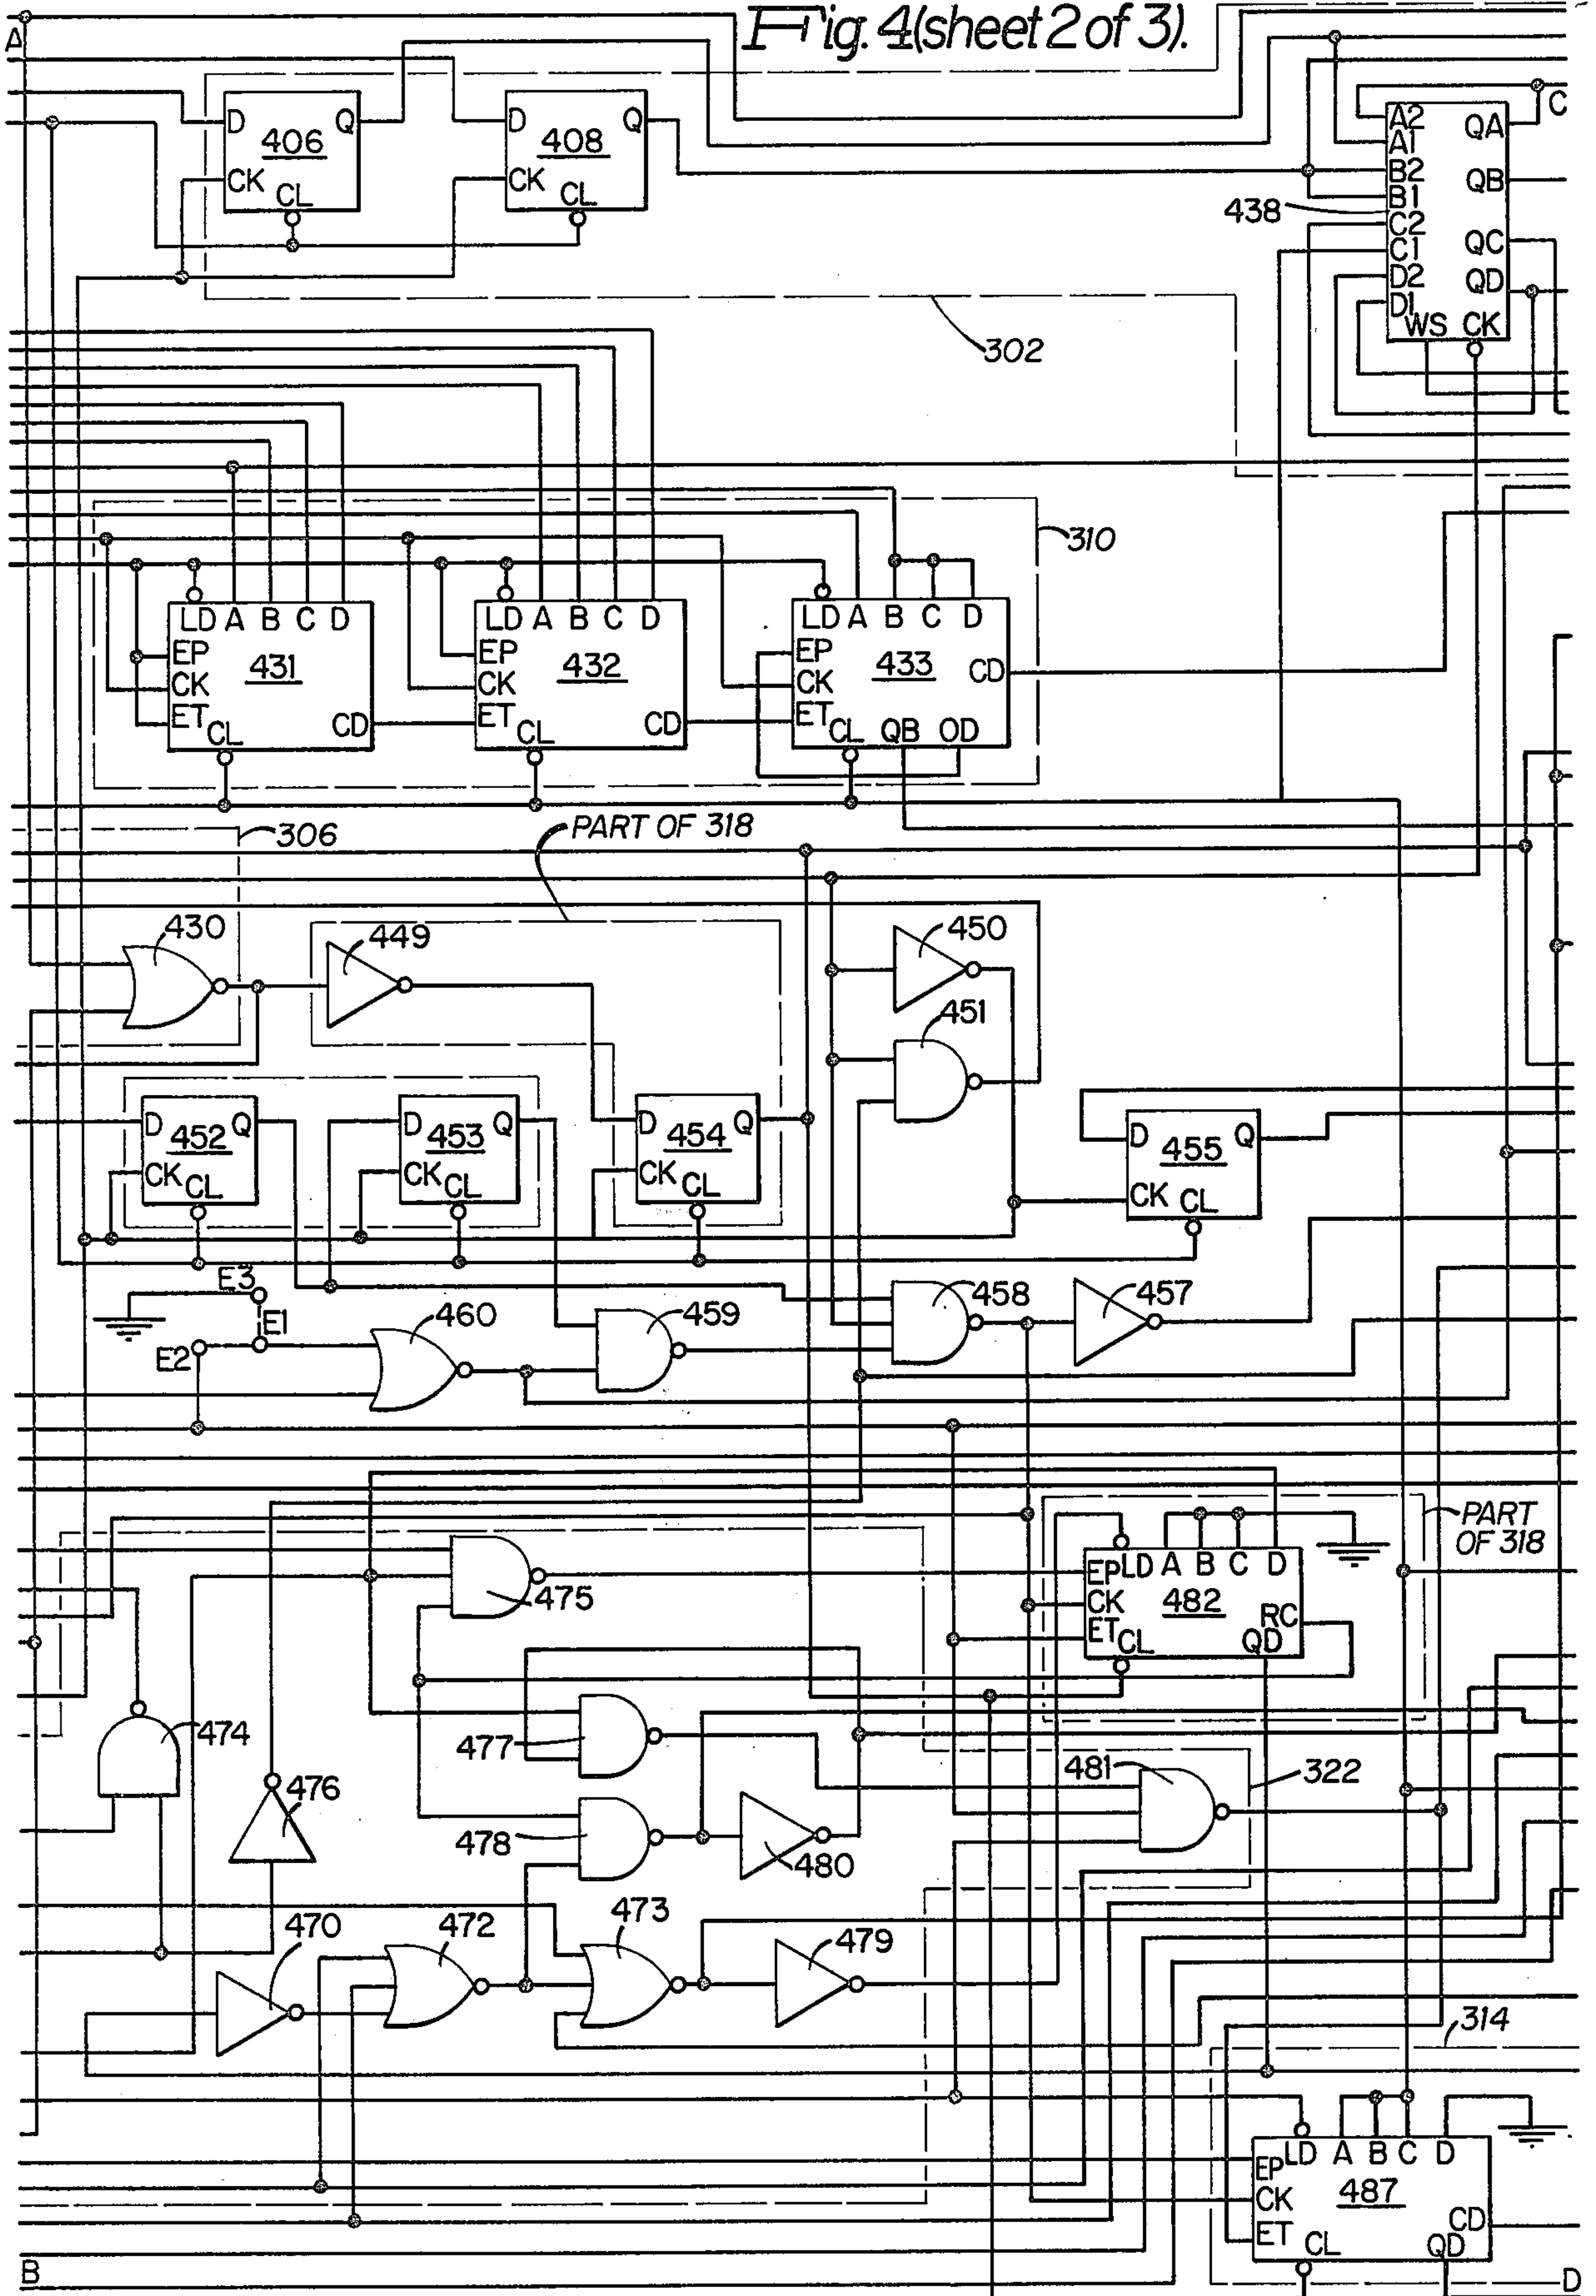 Fig. 4(sheet 2 of 3).
A
C
D Q D Q
406 408
CK CK
CL CL
A2 QA
A1
B2 QB
B1
438
C2
C1 QC
D2 QD
D1
WS CK
302
310
LD A B C D LD A B C D LD A B C D
EP EP EP
431 432 433 CD
CK CK CK
ET CL CD ET CL CD ET CL QB OD
306 PART OF 318
430 449 450
451
D Q D Q D Q D Q
452 453 454 455
CK CL CK CL CK CL CK CL
E3
E1
E2
460 459 458 457
PART
OF 318
EP LD A B C D
CK 482 RC
ET CL QD
475
474 477 481 322
476 478 480
470 472 473 479
314
LD A B C D
EP
487
CK
ET CD
CL QD
B
D